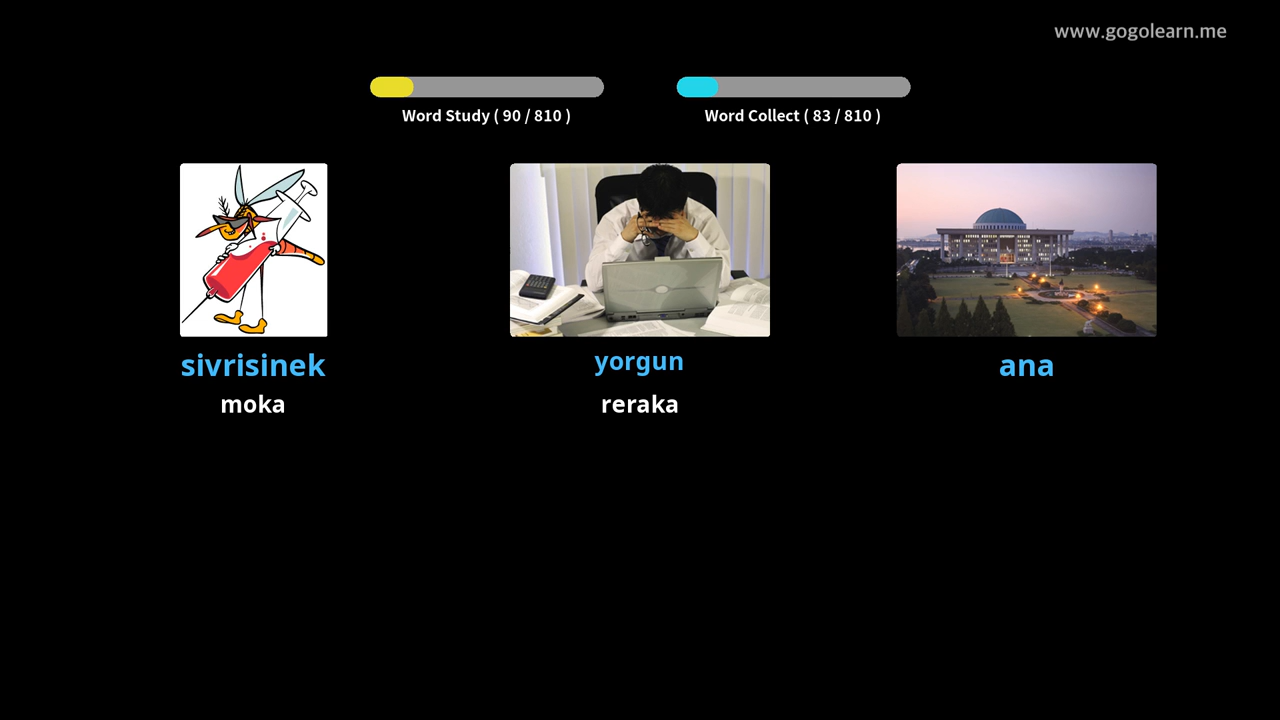 www.gogolearn.me
Word Study ( 90 / 810 )
Word Collect ( 83 / 810 )
sivrisinek
moka
yorgun
reraka
ana